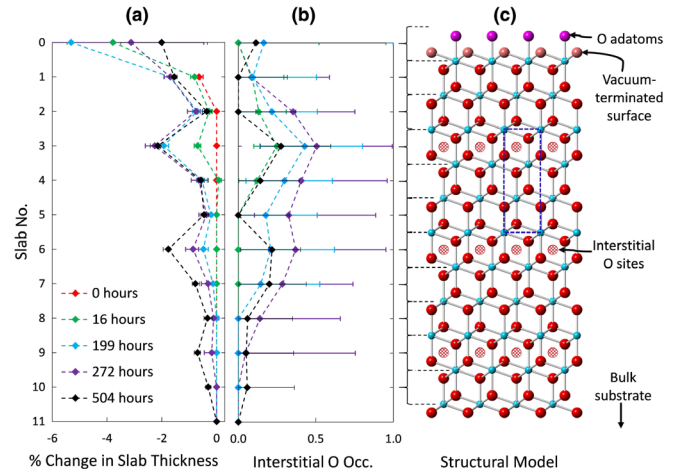 (a)
(b)
(c)
0
1
2
3
4
5
6
7
8
9
10
11
Slab No.
0 hours
16 hours
199 hours
272 hours
504 hours
-6
-4
-2
0
% Change in Slab Thickness
0.0
0.5
1.0
Interstitial O Occ.
O adatoms
Vacuum-
terminated
surface
Interstitial
O sites
Bulk
substrate
Structural Model